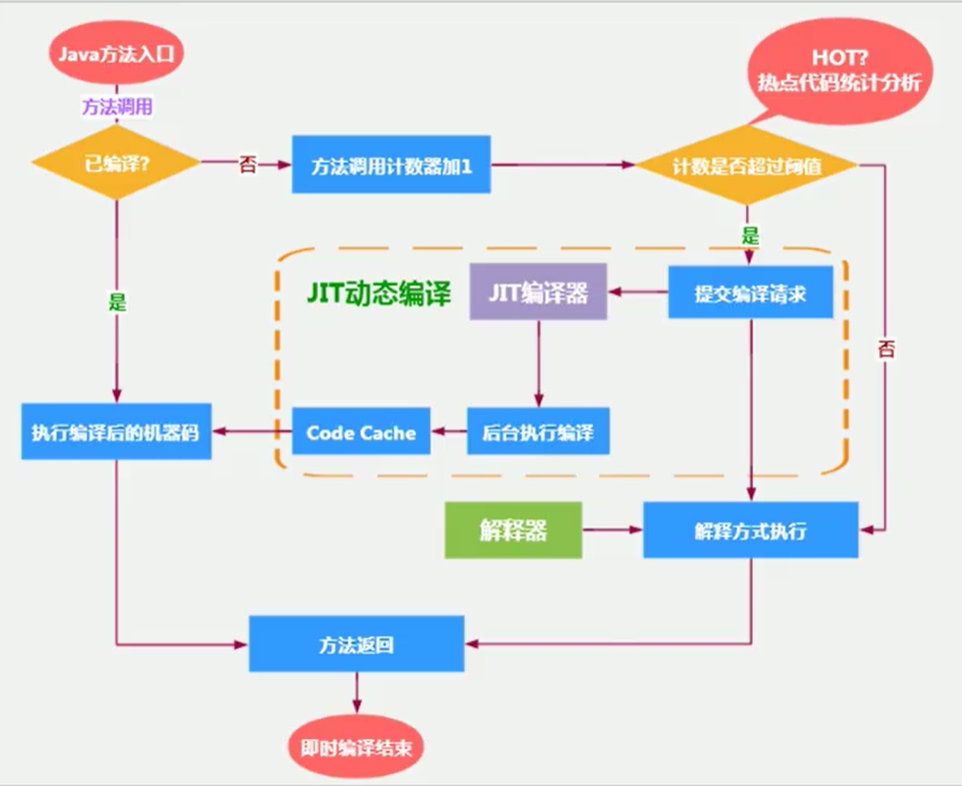 Java方法入口
HOT?
热点代码统计分析
方法调用
已编译?
否
方法调用计数器加1
计数是否超过阈值
是
JIT动态编译
JIT编译器
提交编译请求
是
否
执行编译后的机器码
Code Cache
后台执行编译
解释器
解释方式执行
方法返回
即时编译结束